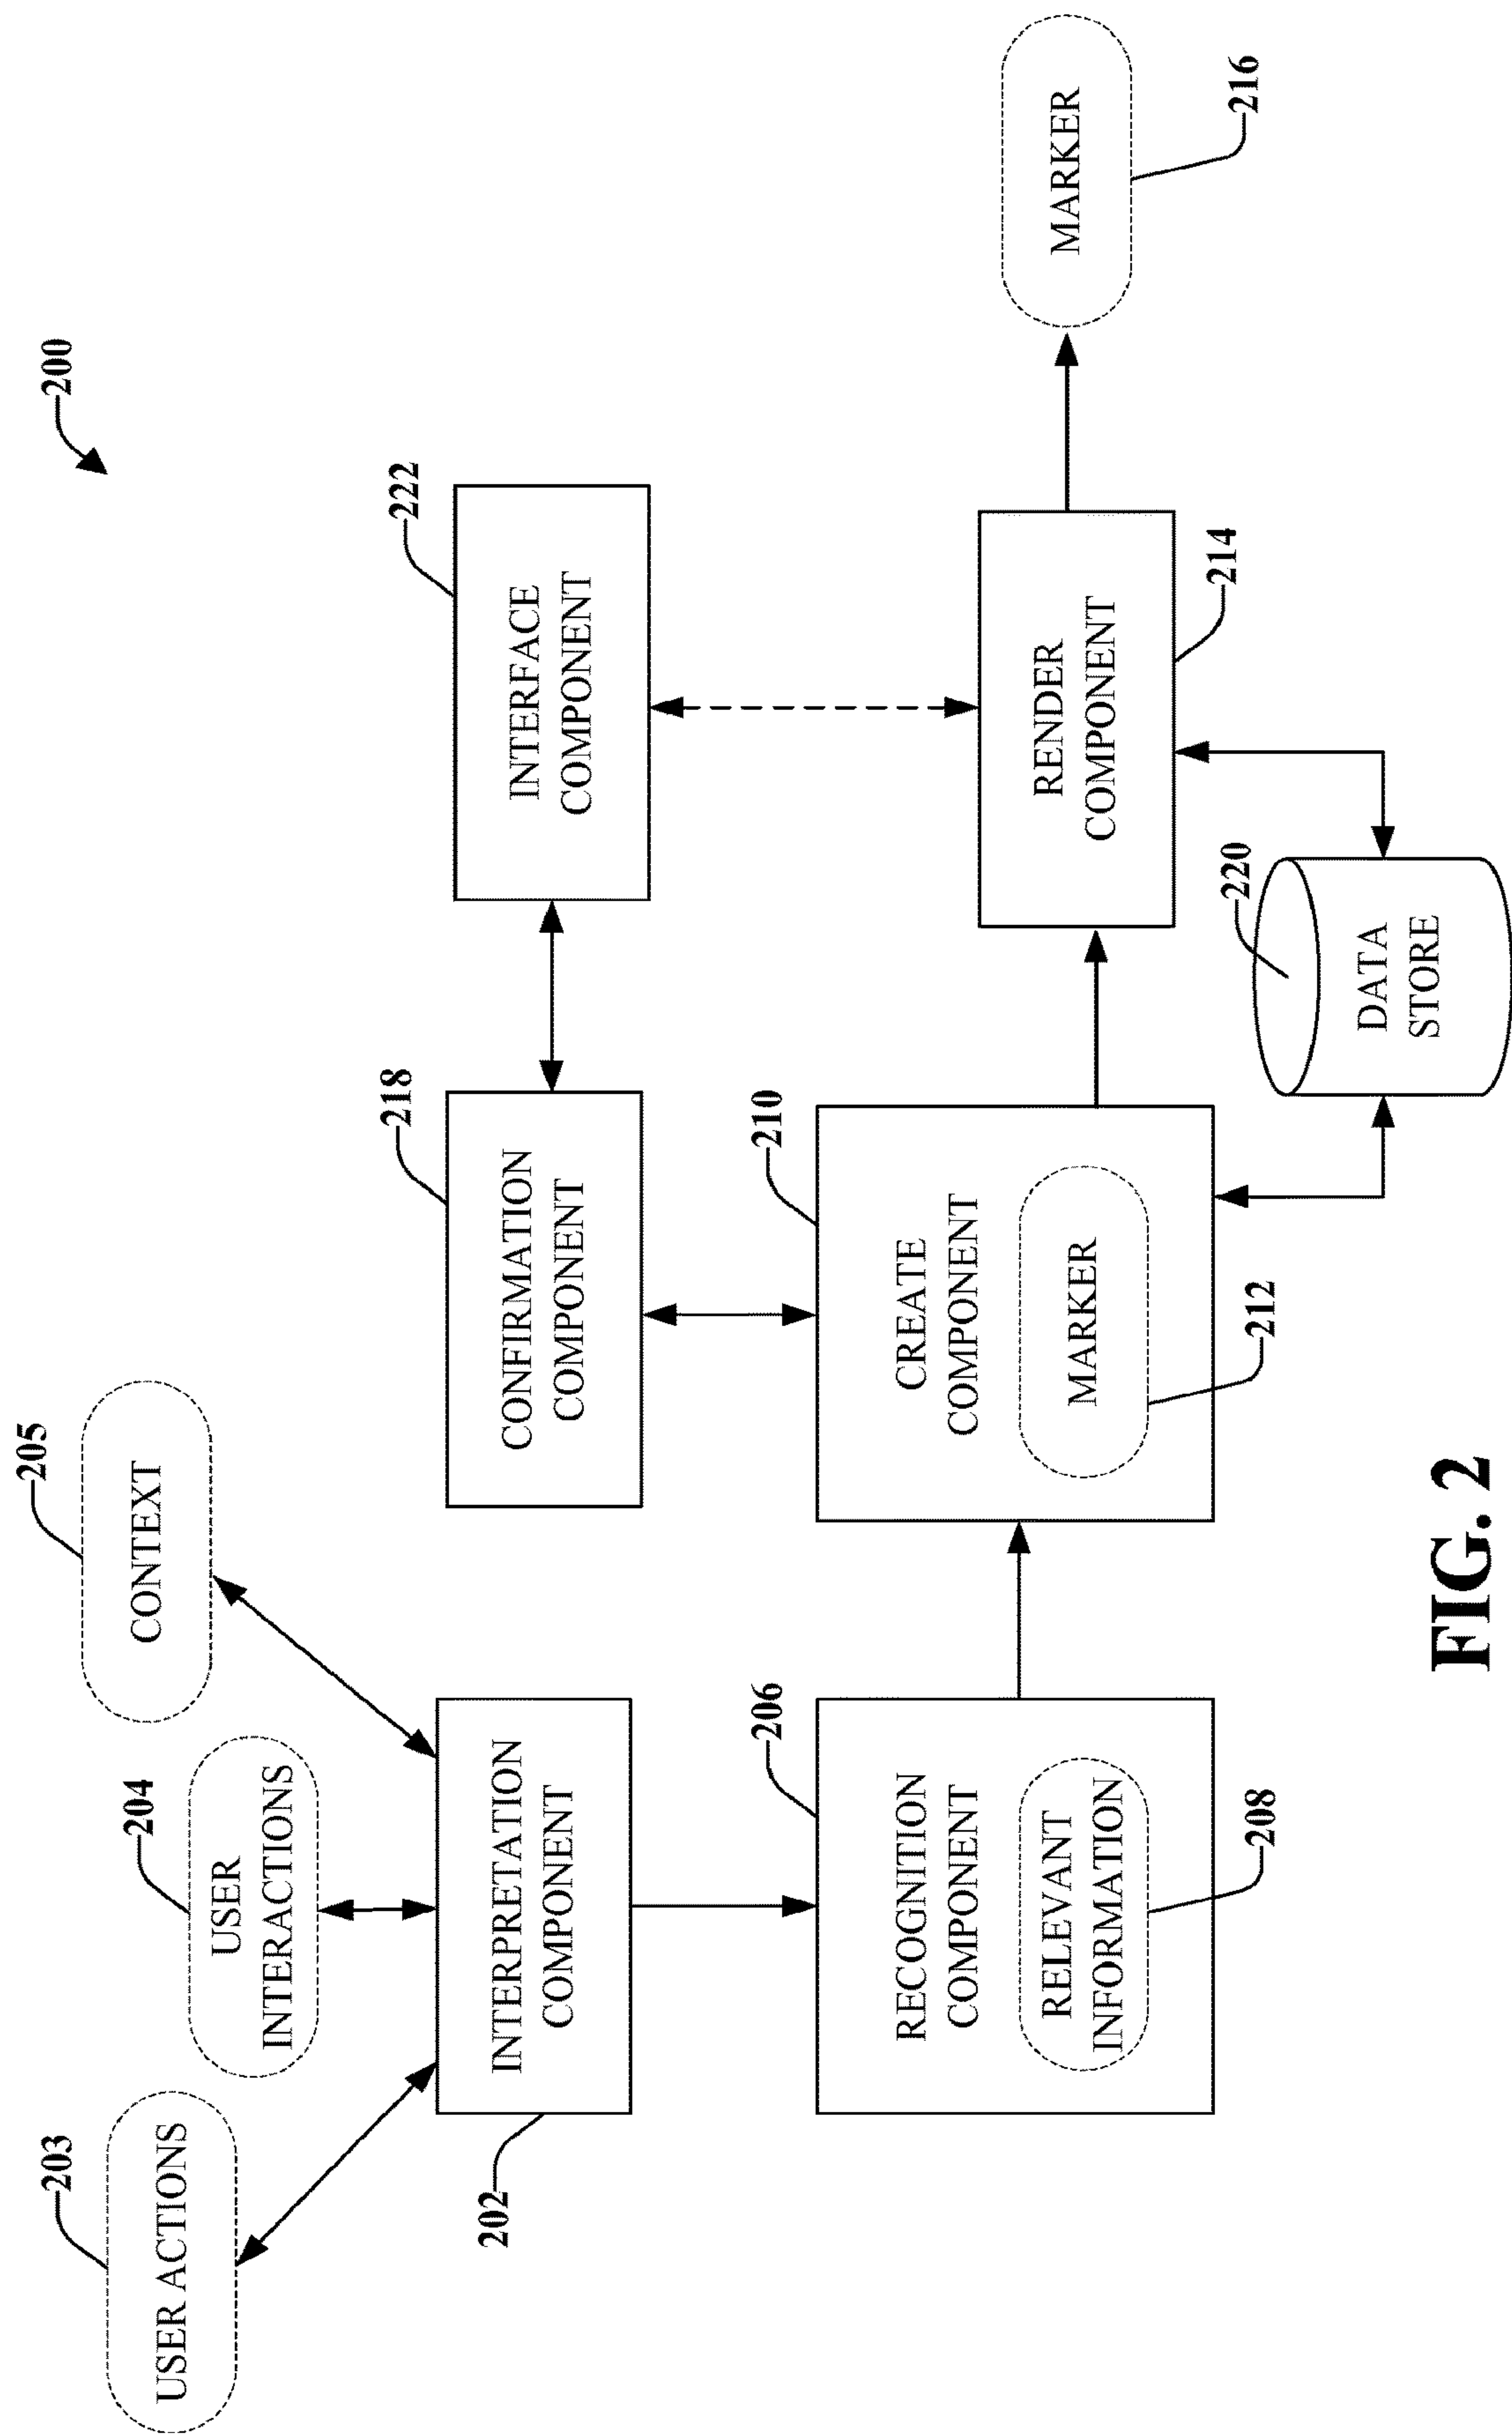 200
203
USER ACTIONS
204
USER
INTERACTIONS
205
CONTEXT
INTERPRETATION
COMPONENT
202
218
CONFIRMATION
COMPONENT
222
INTERFACE
COMPONENT
206
RECOGNITION
COMPONENT
RELEVANT
INFORMATION
208
210
CREATE
COMPONENT
MARKER
212
RENDER
COMPONENT
214
MARKER
216
220
DATA
STORE
FIG. 2